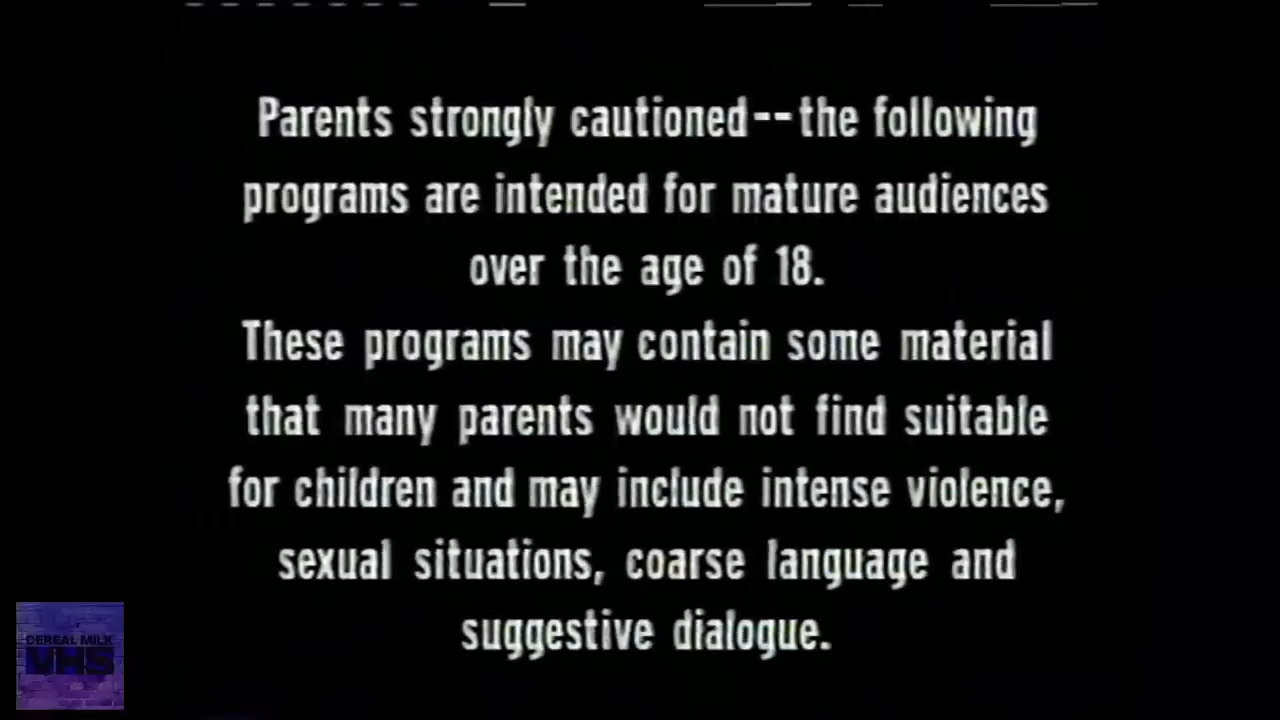 Parents strongly cautioned--the following
programs are intended for mature audiences
over the age of 18.
These programs may contain some material
that many parents would not find suitable
for children and may include intense violence,
sexual situations, coarse language and
suggestive dialogue.
CEREAL MILK
VHS